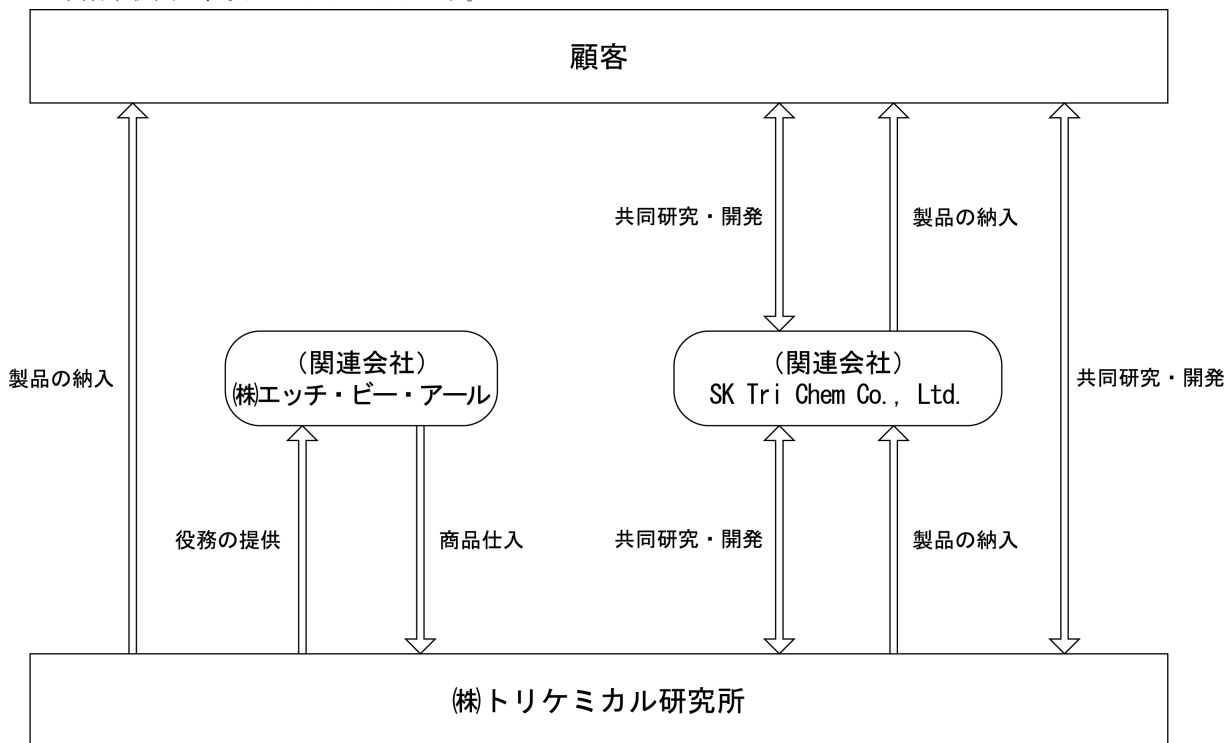 顧客
共同研究・開発
製品の納入
製品の納入
(関連会社)
㈱エッチ・ビー・アール
(関連会社)
SK Tri Chem Co., Ltd.
共同研究・開発
役務の提供
商品仕入
共同研究・開発
製品の納入
㈱トリケミカル研究所